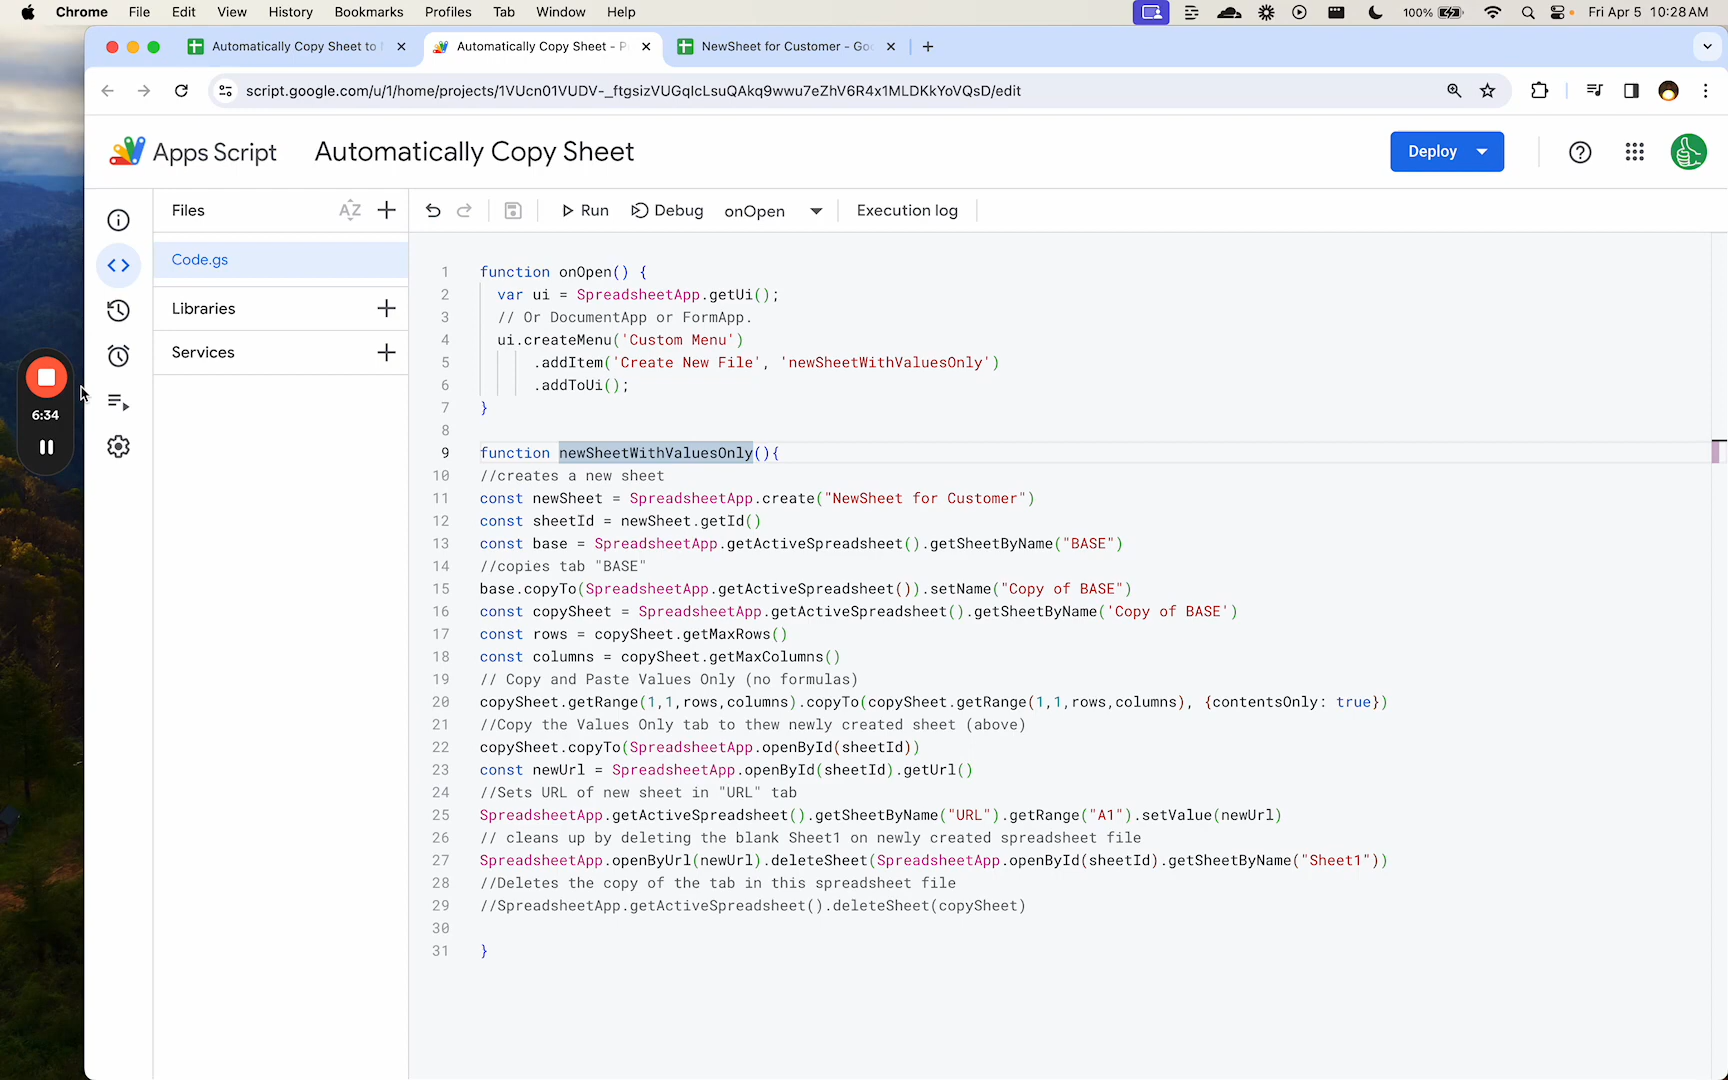 Chrome File Edit View History Bookmarks Profiles Tab Window Help 100% Fri Apr 5 10:28 AM
Automatically Copy Sheet to Automatically Copy Sheet - P NewSheet for Customer - Goo
script.google.com/u/1/home/projects/1VUcn01VUDV-_ftgsizVUGqIcLsuQAkq9wwu7eZhV6R4x1MLDKkYoVQsD/edit
Apps Script Automatically Copy Sheet Deploy
Files AZ Run Debug onOpen Execution log
Code.gs
Libraries
Services
6:34
1 function onOpen() {
2 var ui = SpreadsheetApp.getUi();
3 // Or DocumentApp or FormApp.
4 ui.createMenu('Custom Menu')
5 .addItem('Create New File', 'newSheetWithValuesOnly')
6 .addToUi();
7 }
8
9 function newSheetWithValuesOnly(){
10 //creates a new sheet
11 const newSheet = SpreadsheetApp.create("NewSheet for Customer")
12 const sheetId = newSheet.getId()
13 const base = SpreadsheetApp.getActiveSpreadsheet().getSheetByName("BASE")
14 //copies tab "BASE"
15 base.copyTo(SpreadsheetApp.getActiveSpreadsheet()).setName("Copy of BASE")
16 const copySheet = SpreadsheetApp.getActiveSpreadsheet().getSheetByName('Copy of BASE')
17 const rows = copySheet.getMaxRows()
18 const columns = copySheet.getMaxColumns()
19 // Copy and Paste Values Only (no formulas)
20 copySheet.getRange(1,1,rows,columns).copyTo(copySheet.getRange(1,1,rows,columns), {contentsOnly: true})
21 //Copy the Values Only tab to thew newly created sheet (above)
22 copySheet.copyTo(SpreadsheetApp.openById(sheetId))
23 const newUrl = SpreadsheetApp.openById(sheetId).getUrl()
24 //Sets URL of new sheet in "URL" tab
25 SpreadsheetApp.getActiveSpreadsheet().getSheetByName("URL").getRange("A1").setValue(newUrl)
26 // cleans up by deleting the blank Sheet1 on newly created spreadsheet file
27 SpreadsheetApp.openByUrl(newUrl).deleteSheet(SpreadsheetApp.openById(sheetId).getSheetByName("Sheet1"))
28 //Deletes the copy of the tab in this spreadsheet file
29 //SpreadsheetApp.getActiveSpreadsheet().deleteSheet(copySheet)
30
31 }